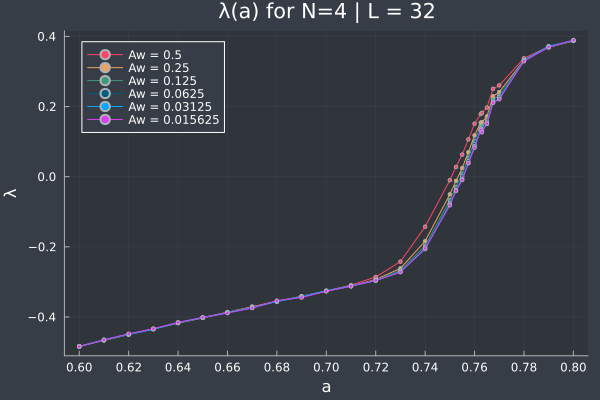 λ(a) for N=4 | L = 32
Aw = 0.5
Aw = 0.25
Aw = 0.125
Aw = 0.0625
Aw = 0.03125
Aw = 0.015625
0.4
0.2
0.0
−0.2
−0.4
λ
0.60 0.62 0.64 0.66 0.68 0.70 0.72 0.74 0.76 0.78 0.80
a